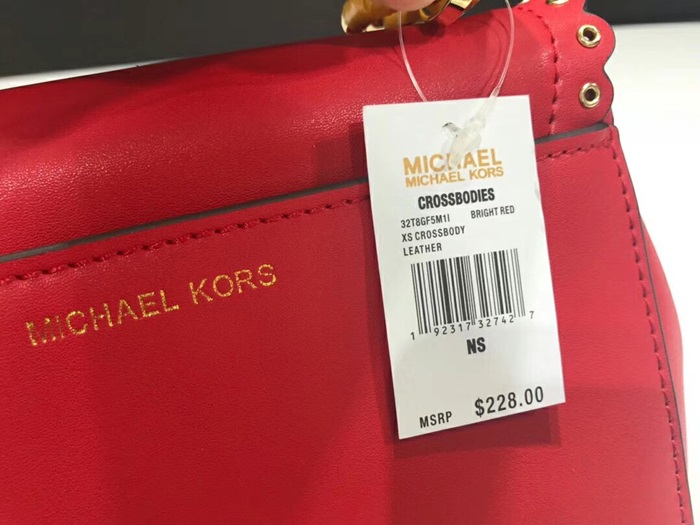 MICHAEL
MICHAEL KORS
CROSSBODIES
32T8GF5M1I BRIGHT RED
XS CROSSBODY
LEATHER
1 92317 32742 7
NS
MSRP $228.00
MICHAEL KORS